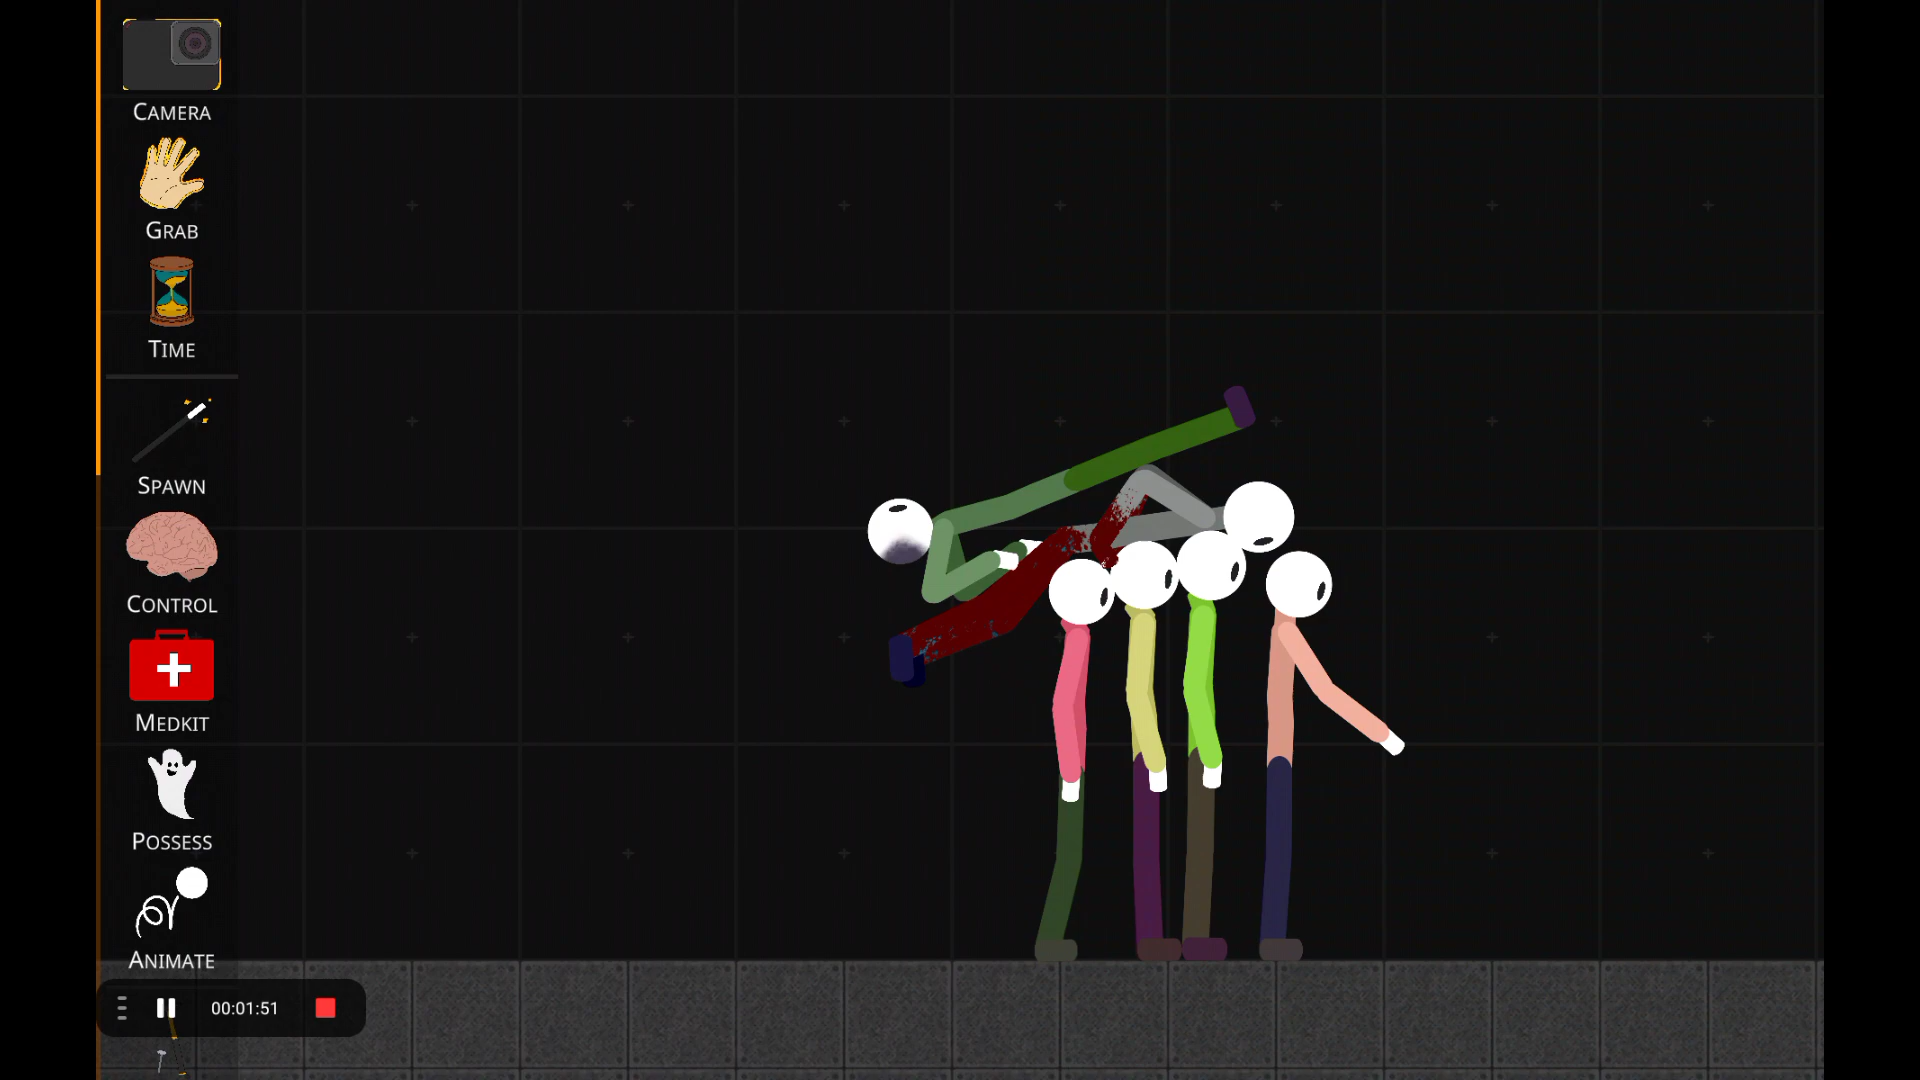 CAMERA
GRAB
TIME
SPAWN
CONTROL
MEDKIT
POSSESS
ANIMATE
00:01:51